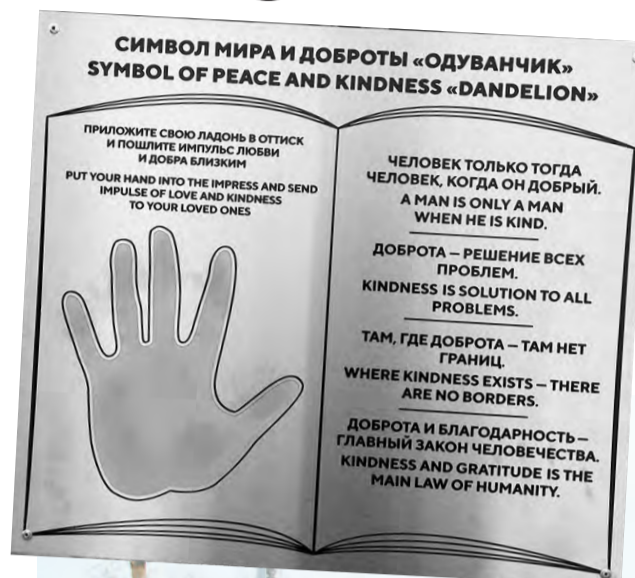 СИМВОЛ МИРА И ДОБРОТЫ «ОДУВАНЧИК»
SYMBOL OF PEACE AND KINDNESS «DANDELION»
ПРИЛОЖИТЕ СВОЮ ЛАДОНЬ В ОТТИСК
И ПОШЛИТЕ ИМПУЛЬС ЛЮБВИ
И ДОБРА БЛИЗКИМ
PUT YOUR HAND INTO THE IMPRESS AND SEND
IMPULSE OF LOVE AND KINDNESS
TO YOUR LOVED ONES
ЧЕЛОВЕК ТОЛЬКО ТОГДА
ЧЕЛОВЕК, КОГДА ОН ДОБРЫЙ.
A MAN IS ONLY A MAN
WHEN HE IS KIND.
ДОБРОТА – РЕШЕНИЕ ВСЕХ
ПРОБЛЕМ.
KINDNESS IS SOLUTION TO ALL
PROBLEMS.
ТАМ, ГДЕ ДОБРОТА – ТАМ НЕТ
ГРАНИЦ.
WHERE KINDNESS EXISTS – THERE
ARE NO BORDERS.
ДОБРОТА И БЛАГОДАРНОСТЬ –
ГЛАВНЫЙ ЗАКОН ЧЕЛОВЕЧЕСТВА.
KINDNESS AND GRATITUDE IS THE
MAIN LAW OF HUMANITY.